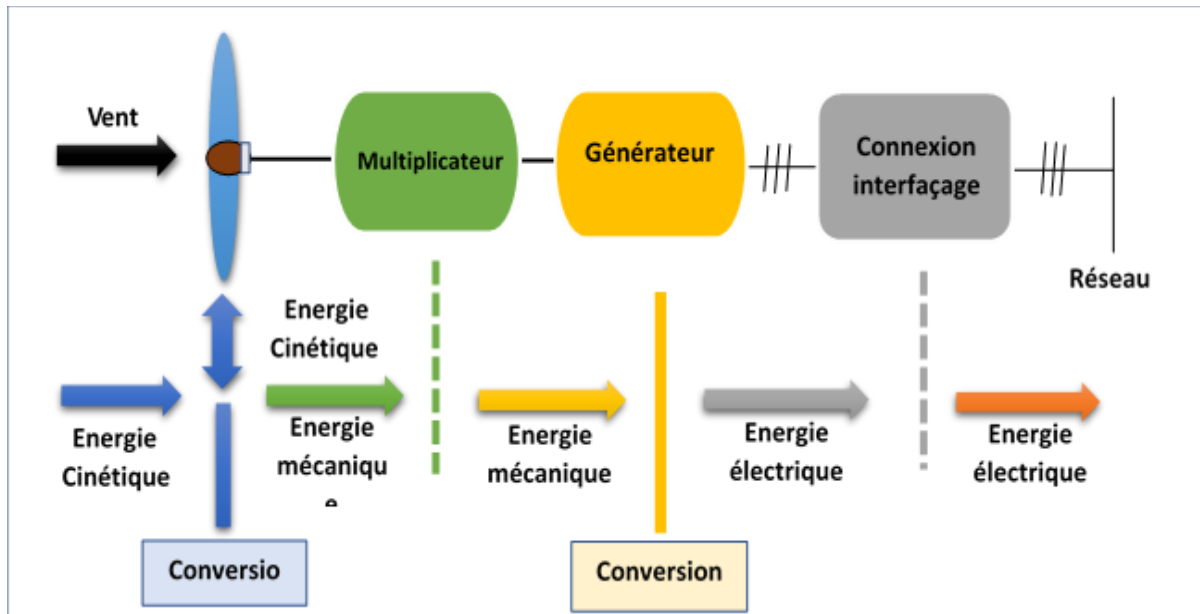 Vent
Multiplicateur
Générateur
Connexion
interfaçage
Réseau
Energie
Cinétique
Energie
Cinétique
Energie
mécaniqu
e
Energie
mécanique
Energie
électrique
Energie
électrique
Conversio
Conversion